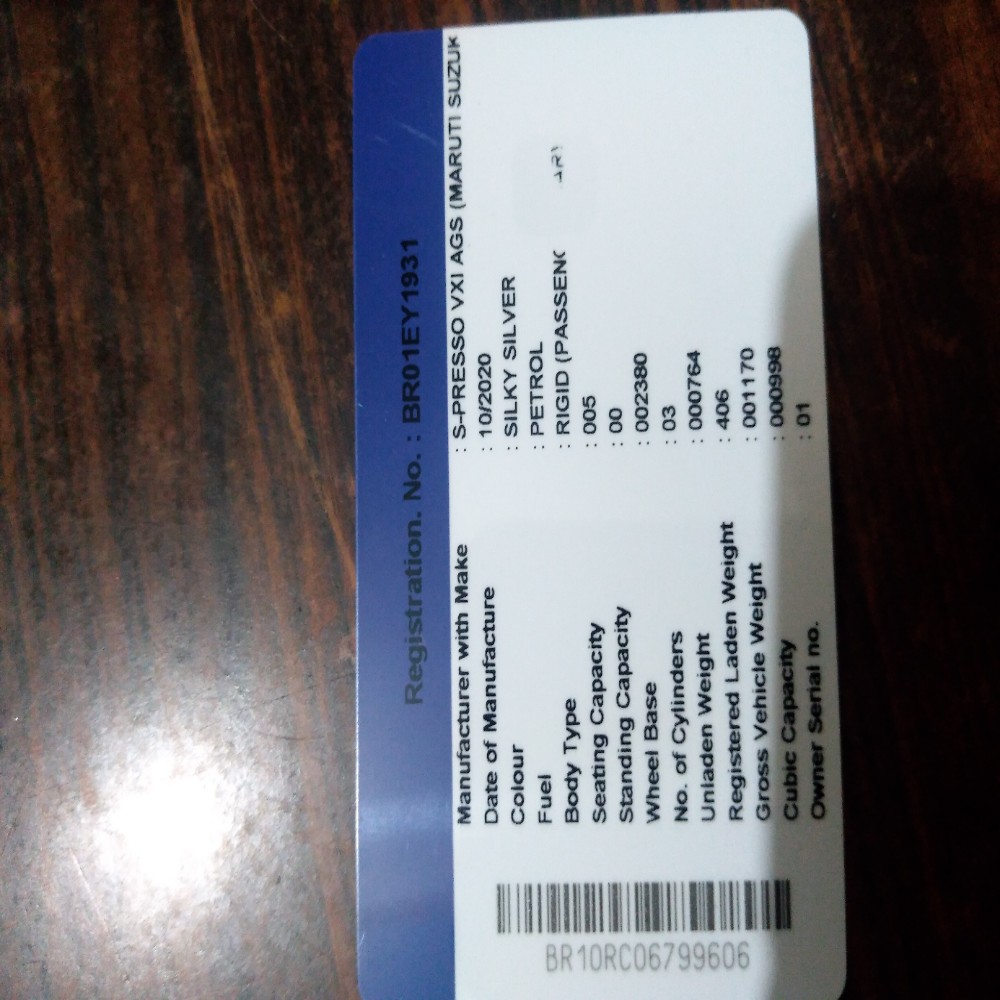 Registration. No. : BR01EY1931
Manufacturer with Make : S-PRESSO VXI AGS (MARUTI SUZUK
Date of Manufacture : 10/2020
Colour : SILKY SILVER
Fuel : PETROL
Body Type : RIGID (PASSENG
Seating Capacity : 005
Standing Capacity : 00
Wheel Base : 002380
No. of Cylinders : 03
Unladen Weight : 000764
Registered Laden Weight : 406
Gross Vehicle Weight : 001170
Cubic Capacity : 000998
Owner Serial no. : 01
BR10RC06799606